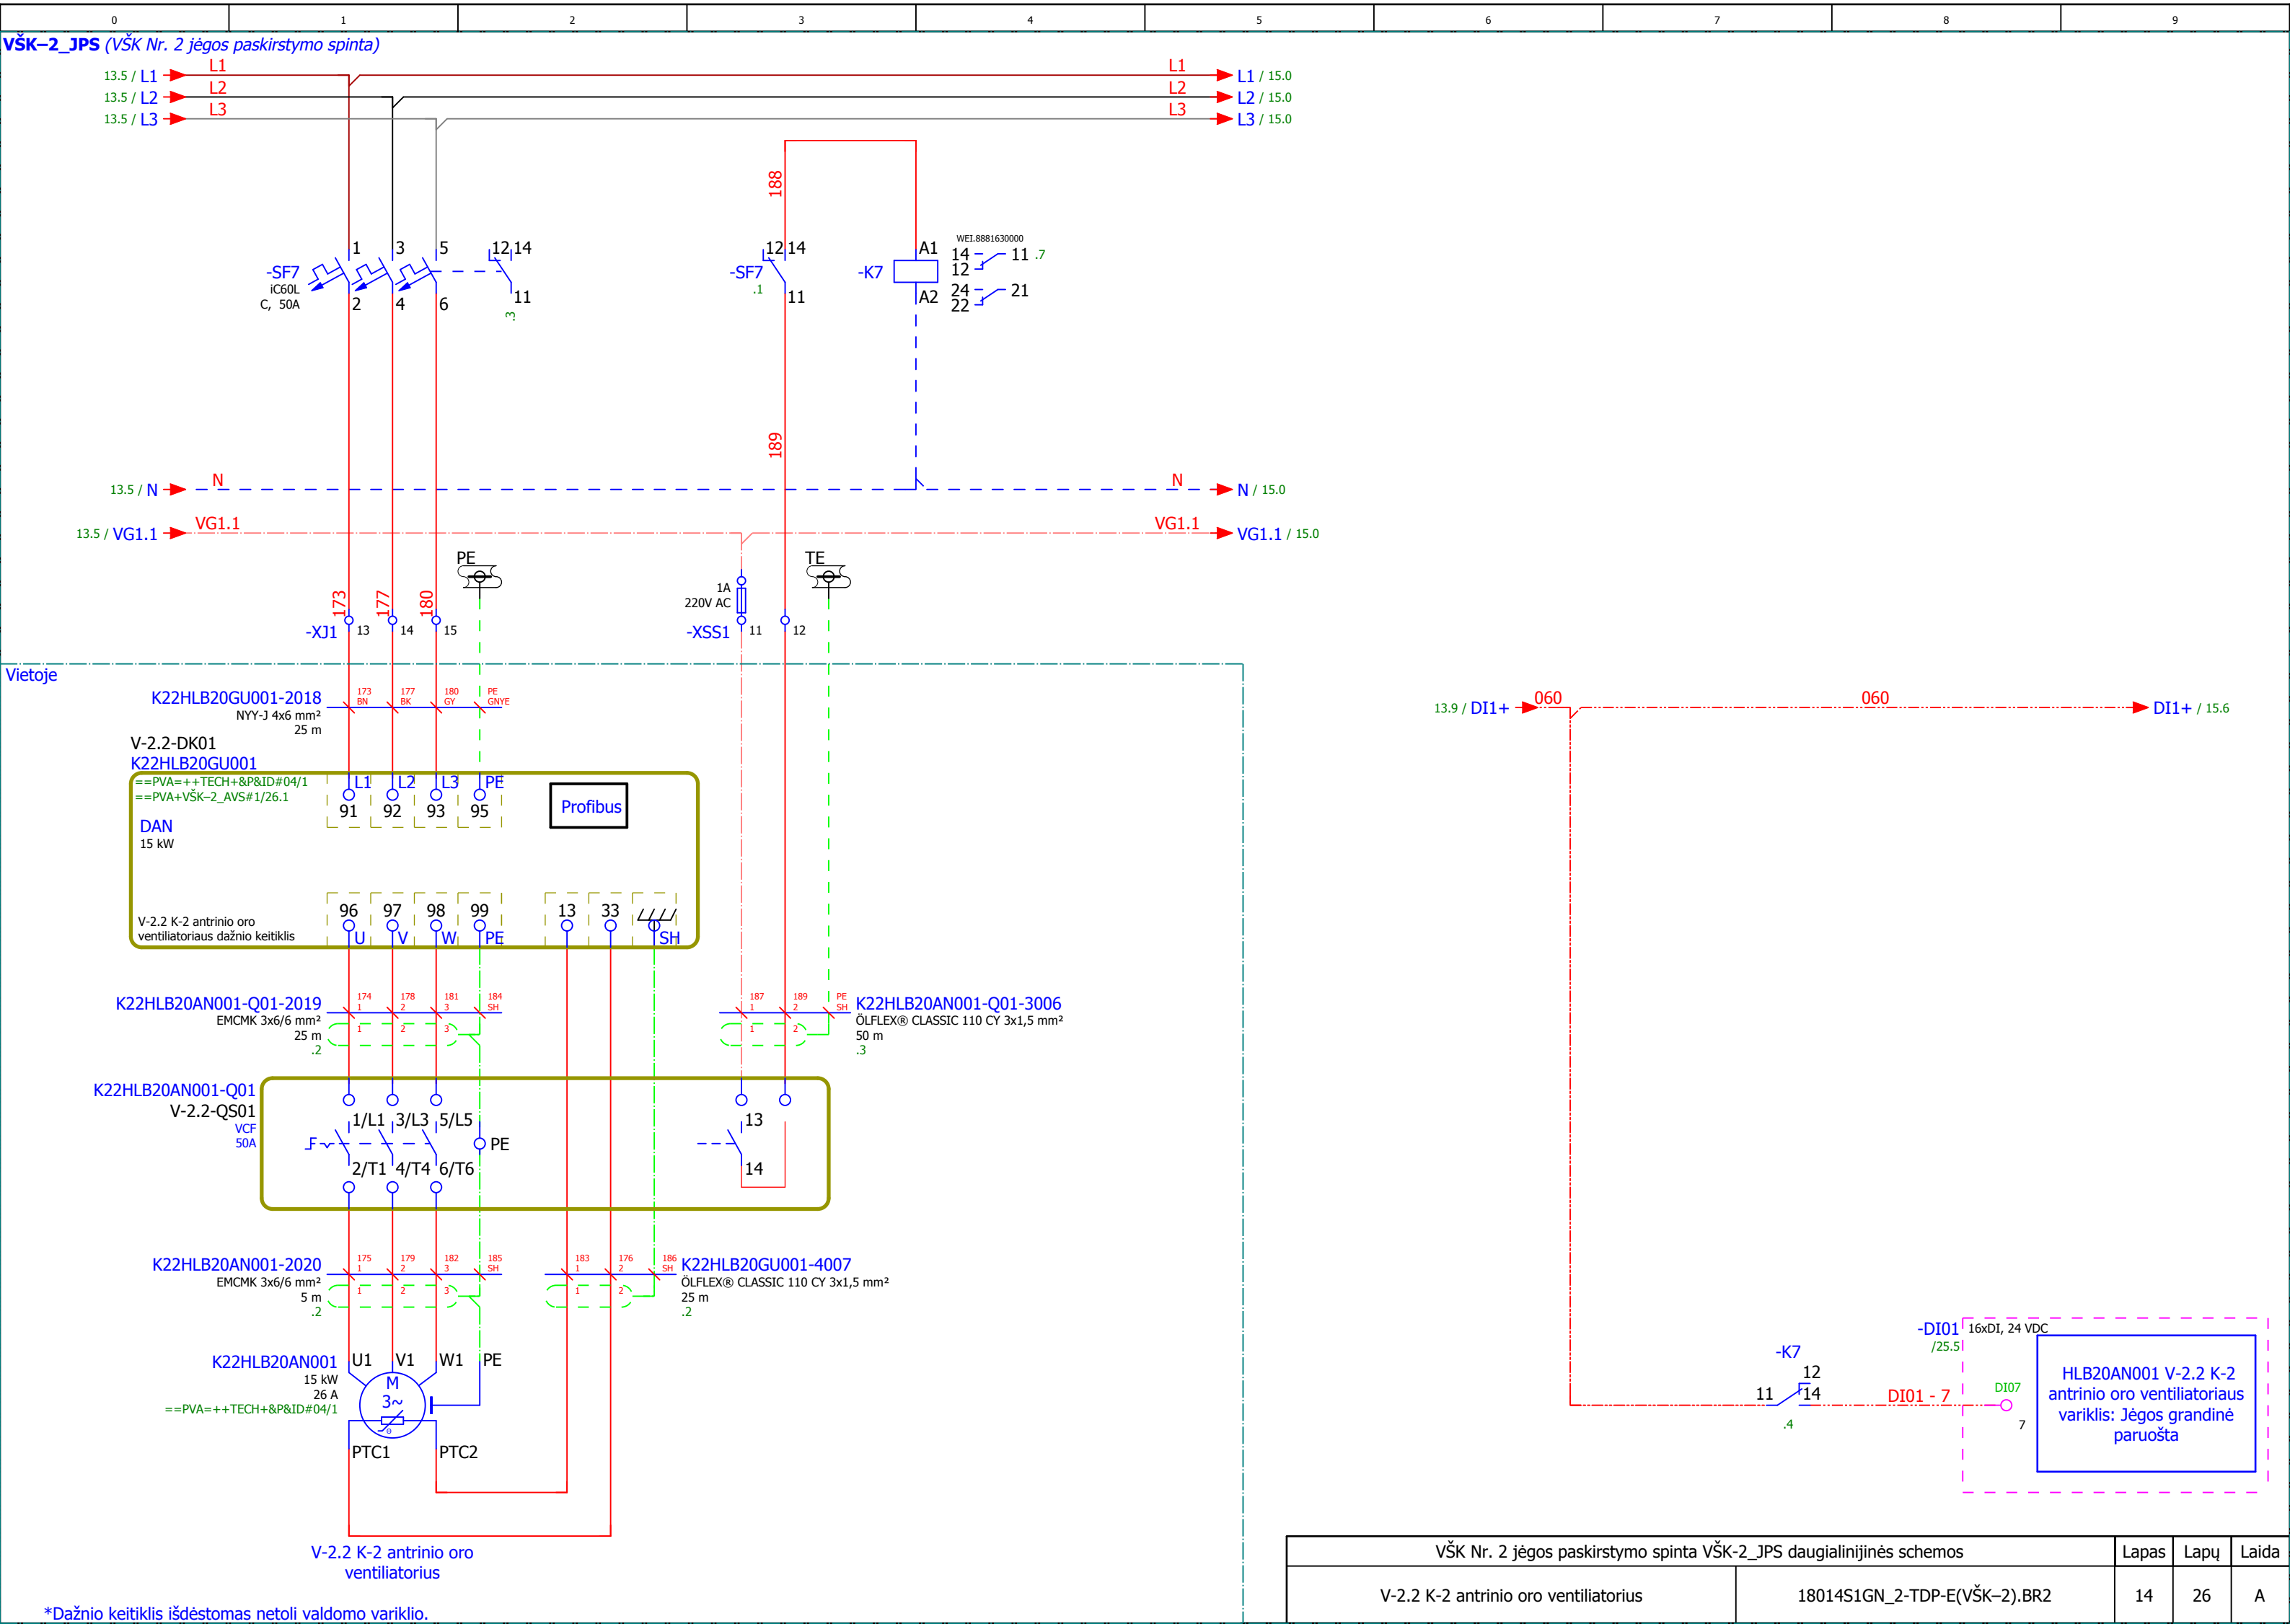 0 1 2 3 4 5 6 7 8 9
VŠK–2_JPS (VŠK Nr. 2 jėgos paskirstymo spinta)
13.5 / L1 L1 L1 L1 / 15.0
13.5 / L2 L2 L2 L2 / 15.0
13.5 / L3 L3 L3 L3 / 15.0
188
1 3 5 12 14
-SF7
iC60L
C, 50A
2 4 6 11
.3
12 14
-SF7
.1
11
-K7
A1
A2
WEI.8881630000
14 11 .7
12
24 21
22
189
13.5 / N N N N / 15.0
13.5 / VG1.1 VG1.1 VG1.1 VG1.1 / 15.0
PE
TE
1A
220V AC
173 177 180
-XJ1 13 14 15
-XSS1 11 12
Vietoje
K22HLB20GU001-2018
NYY-J 4x6 mm²
25 m
173 177 180 PE
BN BK GY GNYE
13.9 / DI1+ 060 060 DI1+ / 15.6
V-2.2-DK01
K22HLB20GU001
==PVA=++TECH+&P&ID#04/1
==PVA+VŠK–2_AVS#1/26.1
L1 L2 L3 PE
91 92 93 95
Profibus
DAN
15 kW
V-2.2 K-2 antrinio oro
ventiliatoriaus dažnio keitiklis
96 97 98 99 13 33
U V W PE SH
K22HLB20AN001-Q01-2019
EMCMK 3x6/6 mm²
25 m
.2
174 178 181 184
1 2 3 SH
1 2 3
187 189 PE
1 2 SH
1 2
K22HLB20AN001-Q01-3006
ÖLFLEX® CLASSIC 110 CY 3x1,5 mm²
50 m
.3
K22HLB20AN001-Q01
V-2.2-QS01
VCF
50A
1/L1 3/L3 5/L5
PE
2/T1 4/T4 6/T6
13
14
K22HLB20AN001-2020
EMCMK 3x6/6 mm²
5 m
.2
175 179 182 185
1 2 3 SH
1 2 3
183 176 186
1 2 SH
1 2
K22HLB20GU001-4007
ÖLFLEX® CLASSIC 110 CY 3x1,5 mm²
25 m
.2
K22HLB20AN001
15 kW
26 A
==PVA=++TECH+&P&ID#04/1
U1 V1 W1 PE
M
3~
PTC1 PTC2
-K7
12
11 14
.4
DI01 - 7
-DI01
/25.5
16xDI, 24 VDC
DI07
7
HLB20AN001 V-2.2 K-2
antrinio oro ventiliatoriaus
variklis: Jėgos grandinė
paruošta
V-2.2 K-2 antrinio oro
ventiliatorius
*Dažnio keitiklis išdėstomas netoli valdomo variklio.
VŠK Nr. 2 jėgos paskirstymo spinta VŠK-2_JPS daugialinijinės schemos Lapas Lapų Laida
V-2.2 K-2 antrinio oro ventiliatorius 18014S1GN_2-TDP-E(VŠK–2).BR2 14 26 A